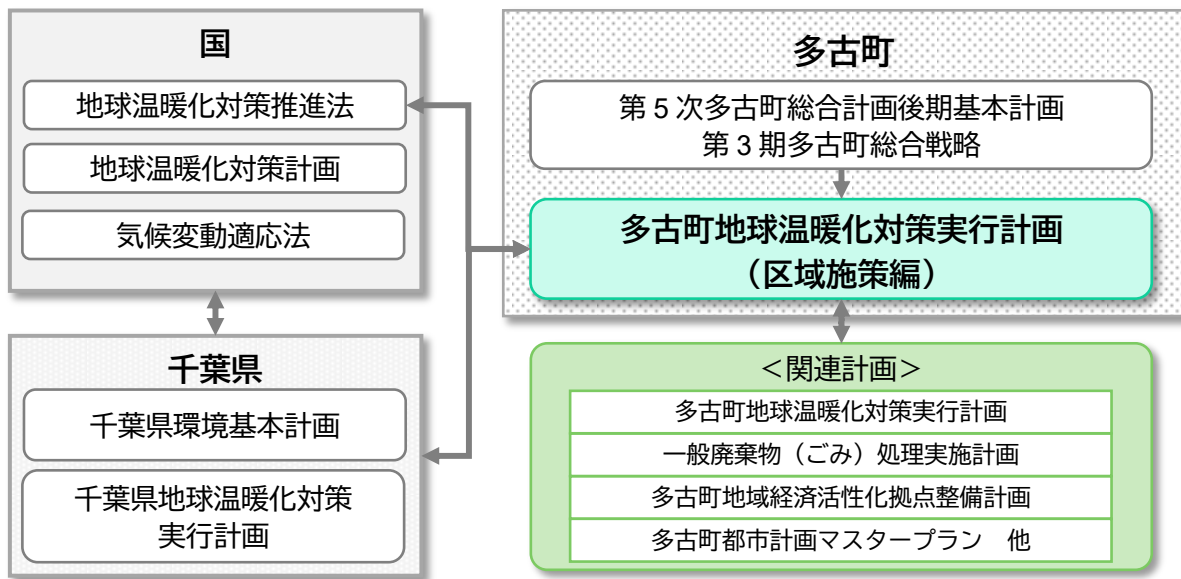 国
地球温暖化対策推進法
地球温暖化対策計画
気候変動適応法
千葉県
千葉県環境基本計画
千葉県地球温暖化対策
実行計画
多古町
第5次多古町総合計画後期基本計画
第3期多古町総合戦略
多古町地球温暖化対策実行計画
（区域施策編）
＜関連計画＞
多古町地球温暖化対策実行計画
一般廃棄物（ごみ）処理実施計画
多古町地域経済活性化拠点整備計画
多古町都市計画マスタープラン　他